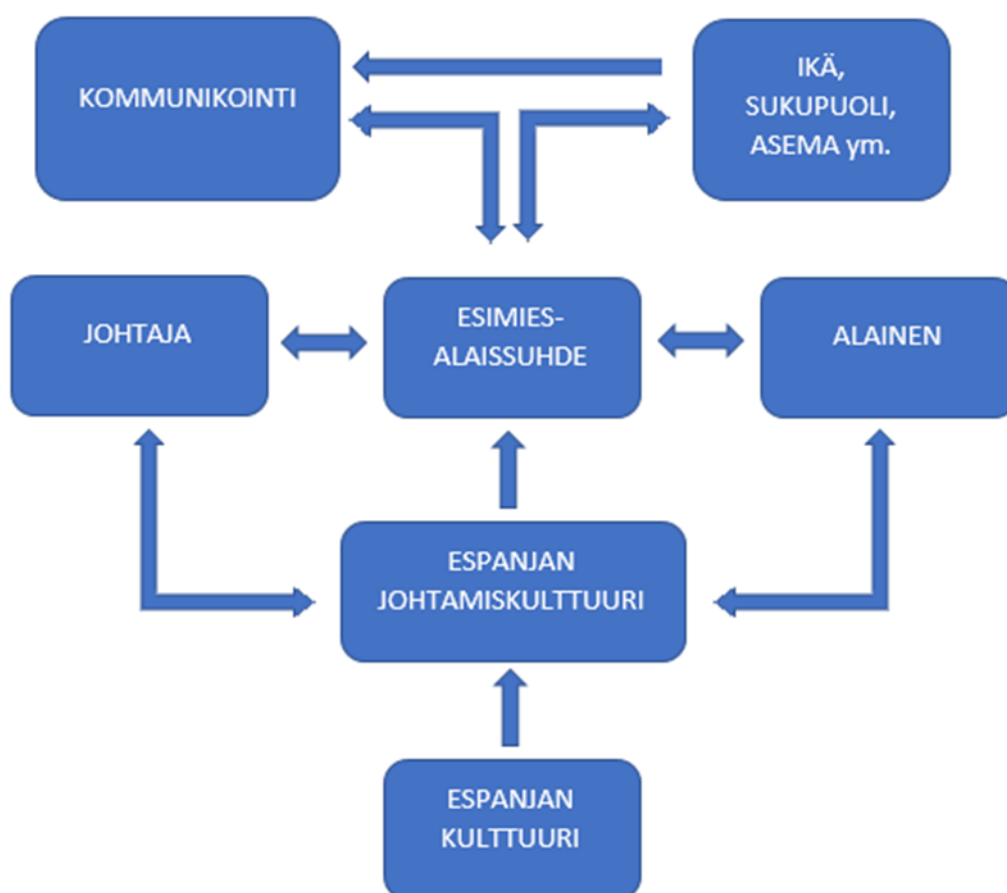 KOMMUNIKOINTI
IKÄ,
SUKUPUOLI,
ASEMA ym.
JOHTAJA
ESIMIES-
ALAISSUHDE
ALAINEN
ESPANJAN
JOHTAMISKULTTUURI
ESPANJAN
KULTTUURI